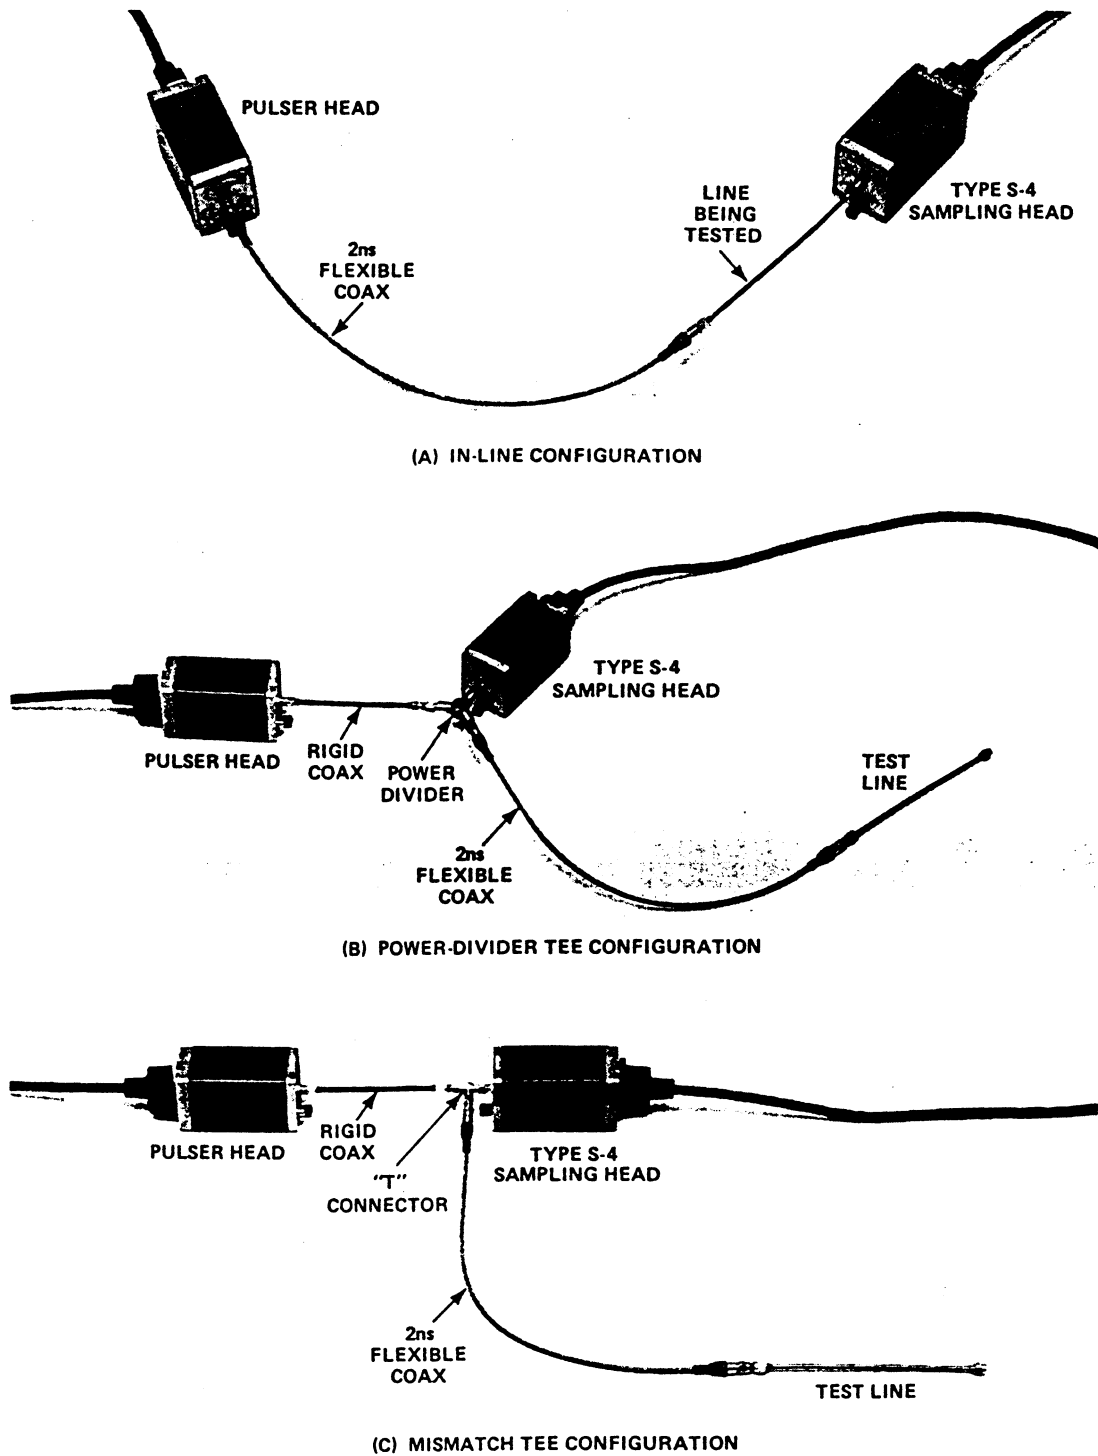 PULSER HEAD
LINE
BEING
TESTED
TYPE S-4
SAMPLING HEAD
2ns
FLEXIBLE
COAX
(A) IN-LINE CONFIGURATION
TYPE S-4
SAMPLING HEAD
PULSER HEAD
RIGID
COAX
POWER
DIVIDER
TEST
LINE
2ns
FLEXIBLE
COAX
(B) POWER-DIVIDER TEE CONFIGURATION
PULSER HEAD
RIGID
COAX
"T"
CONNECTOR
TYPE S-4
SAMPLING HEAD
2ns
FLEXIBLE
COAX
TEST LINE
(C) MISMATCH TEE CONFIGURATION